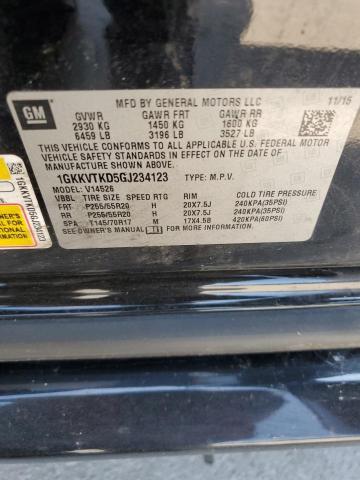 GM
MFD BY GENERAL MOTORS LLC 11/15
GVWR GAWR FRT GAWR RR
2930 KG 1450 KG 1600 KG
6459 LB 3196 LB 3527 LB
THIS VEHICLE CONFORMS TO ALL APPLICABLE U.S. FEDERAL
MOTOR VEHICLE SAFETY STANDARDS IN EFFECT ON THE DATE OF
MANUFACTURE SHOWN ABOVE.
1GKKVTKD5GJ234123 TYPE: M.P.V.
MODEL: V14526
VBBL TIRE SIZE SPEED RTG RIM COLD TIRE PRESSURE
FRT P255/55R20 H 20X7.5J 240KPA(35PSI)
RR P255/55R20 H 20X7.5J 240KPA(35PSI)
SPA T145/70R17 M 17X4.5B 420KPA(60PSI)
SEE OWNER'S MANUAL FOR MORE INFORMATION.
OWNER'S
FOR
ADDITIONAL
INFORMATION